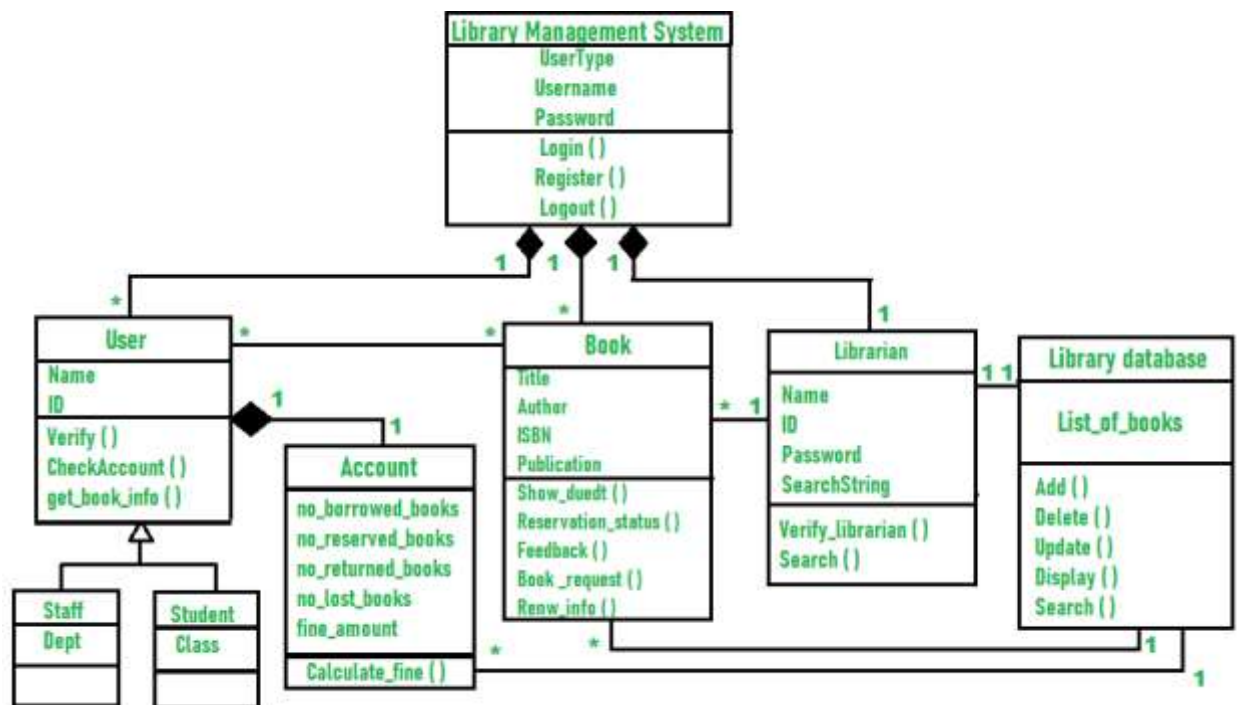 Library Management System
UserType
Username
Password
Login ( )
Register ( )
Logout ( )
1
1
1
*
*
1
User
Name
ID
Verify ( )
CheckAccount ( )
get_book_info ( )
*
*
Book
Title
Author
ISBN
Publication
Show_duedt ( )
Reservation_status ( )
Feedback ( )
Book _request ( )
Renw_info ( )
*
1
Librarian
Name
ID
Password
SearchString
Verify_librarian ( )
Search ( )
1
1
Library database
List_of_books
Add ( )
Delete ( )
Update ( )
Display ( )
Search ( )
1
1
Account
no_borrowed_books
no_reserved_books
no_returned_books
no_lost_books
fine_amount
Calculate_fine ( )
Staff
Dept
Student
Class
*
1
*
1